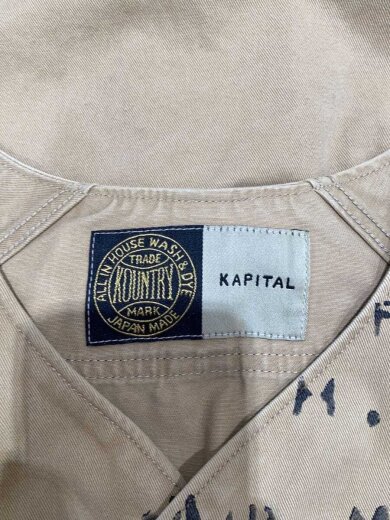 ALL IN HOUSE WASH & DYE
TRADE
KOUNTRY
MARK
JAPAN MADE
KAPITAL
M.